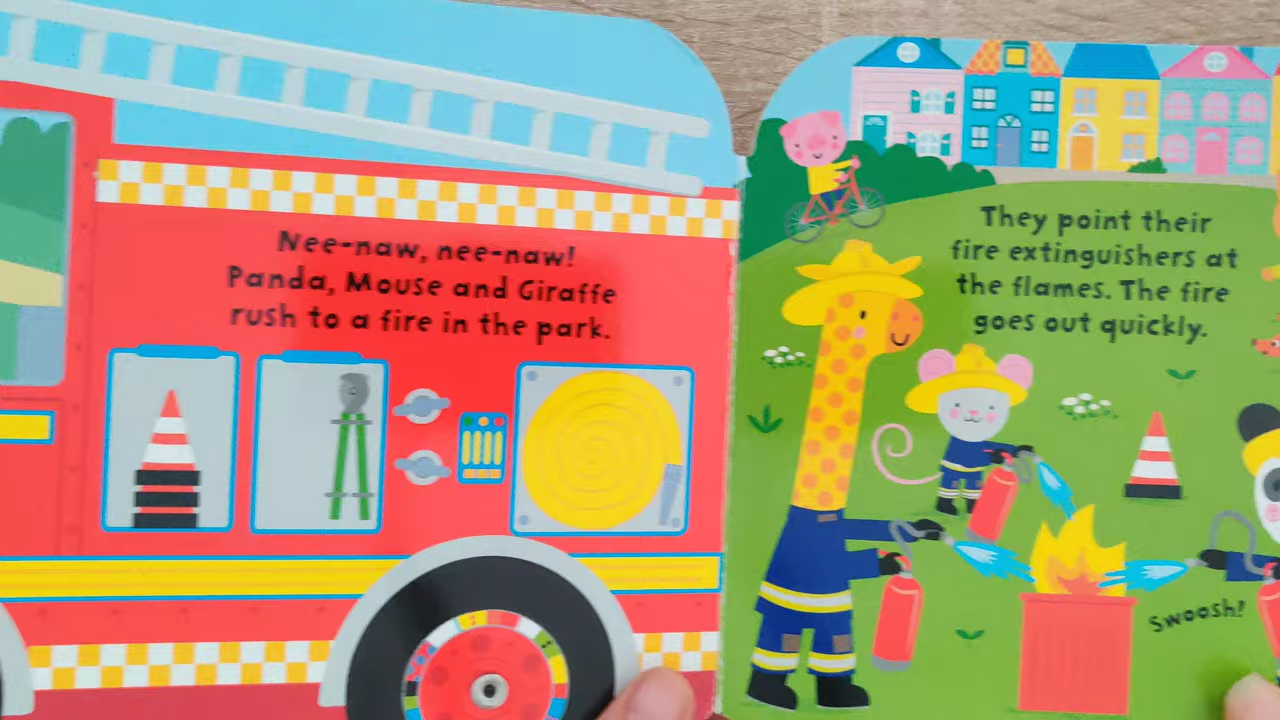 Nee-naw, nee-naw!
Panda, Mouse and Giraffe
rush to a fire in the park.
They point their
fire extinguishers at
the flames. The fire
goes out quickly.
Swoosh!